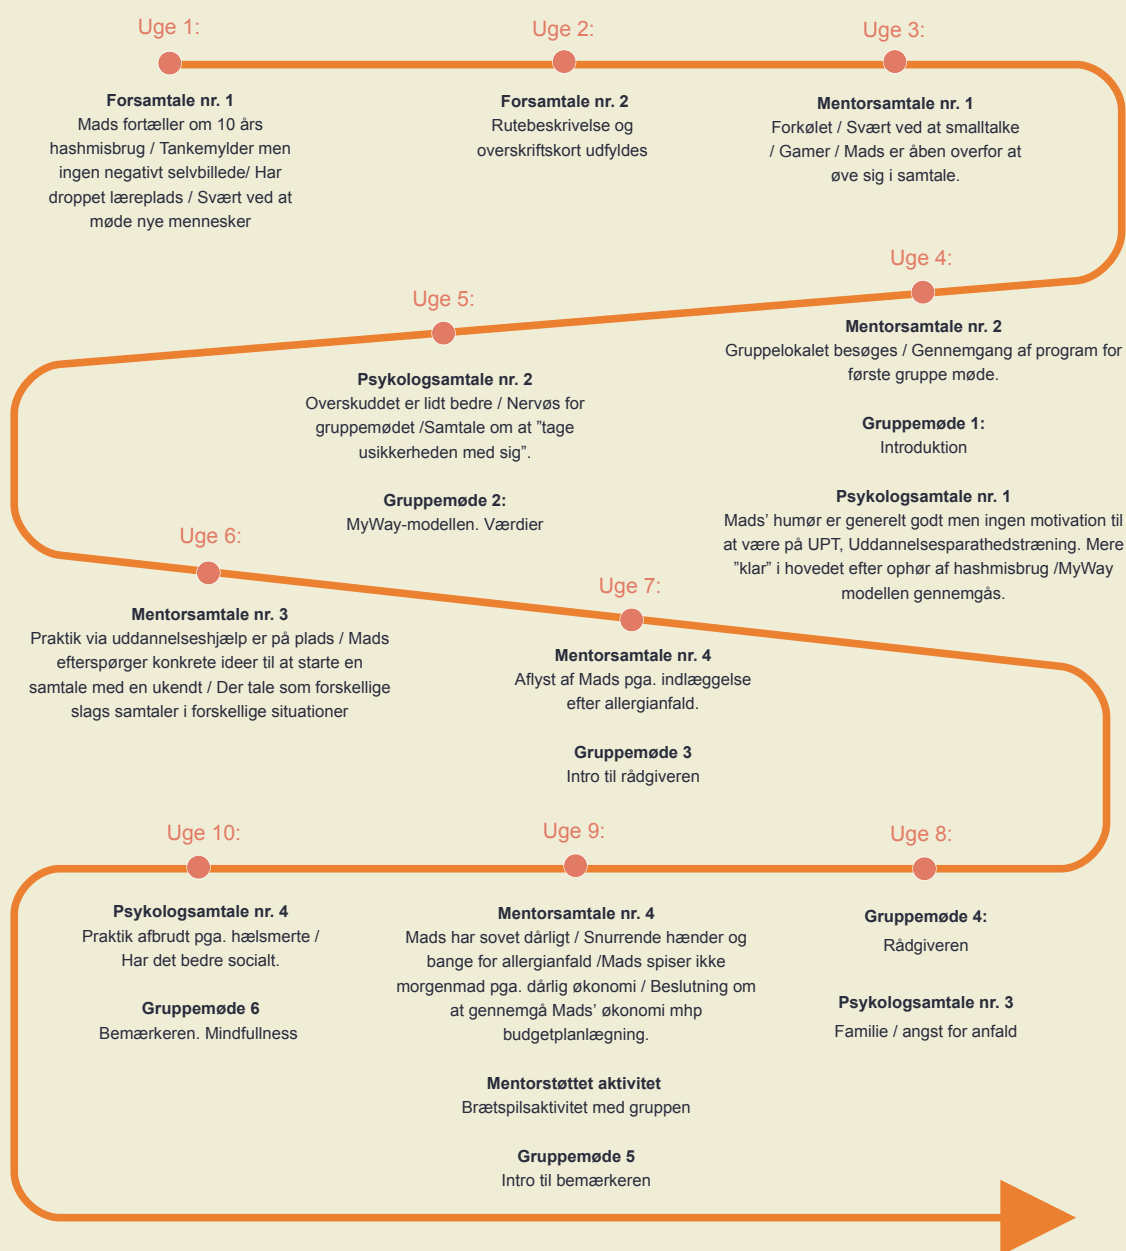 Uge 1:
Forsamtale nr. 1
Mads fortæller om 10 års
hashmisbrug / Tankemylder men
ingen negativt selvbillede/ Har
droppet læreplads / Svært ved at
møde nye mennesker
Uge 2:
Forsamtale nr. 2
Rutebeskrivelse og
overskriftskort udfyldes
Uge 3:
Mentorsamtale nr. 1
Forkølet / Svært ved at smalltalke
/ Gamer / Mads er åben overfor at
øve sig i samtale.
Uge 4:
Mentorsamtale nr. 2
Gruppelokalet besøges / Gennemgang af program for
første gruppe møde.
Gruppemøde 1:
Introduktion
Psykologsamtale nr. 1
Mads’ humør er generelt godt men ingen motivation til
at være på UPT, Uddannelsesparathedstræning. Mere
”klar” i hovedet efter ophør af hashmisbrug /MyWay
modellen gennemgås.
Uge 5:
Psykologsamtale nr. 2
Overskuddet er lidt bedre / Nervøs for
gruppemødet /Samtale om at ”tage
usikkerheden med sig”.
Gruppemøde 2:
MyWay-modellen. Værdier
Uge 6:
Mentorsamtale nr. 3
Praktik via uddannelseshjælp er på plads / Mads
efterspørger konkrete ideer til at starte en
samtale med en ukendt / Der tale som forskellige
slags samtaler i forskellige situationer
Uge 7:
Mentorsamtale nr. 4
Aflyst af Mads pga. indlæggelse
efter allergianfald.
Gruppemøde 3
Intro til rådgiveren
Uge 8:
Gruppemøde 4:
Rådgiveren
Psykologsamtale nr. 3
Familie / angst for anfald
Uge 9:
Mentorsamtale nr. 4
Mads har sovet dårligt / Snurrende hænder og
bange for allergianfald /Mads spiser ikke
morgenmad pga. dårlig økonomi / Beslutning om
at gennemgå Mads’ økonomi mhp
budgetplanlægning.
Mentorstøttet aktivitet
Brætspilsaktivitet med gruppen
Gruppemøde 5
Intro til bemærkeren
Uge 10:
Psykologsamtale nr. 4
Praktik afbrudt pga. hælsmerte /
Har det bedre socialt.
Gruppemøde 6
Bemærkeren. Mindfullness